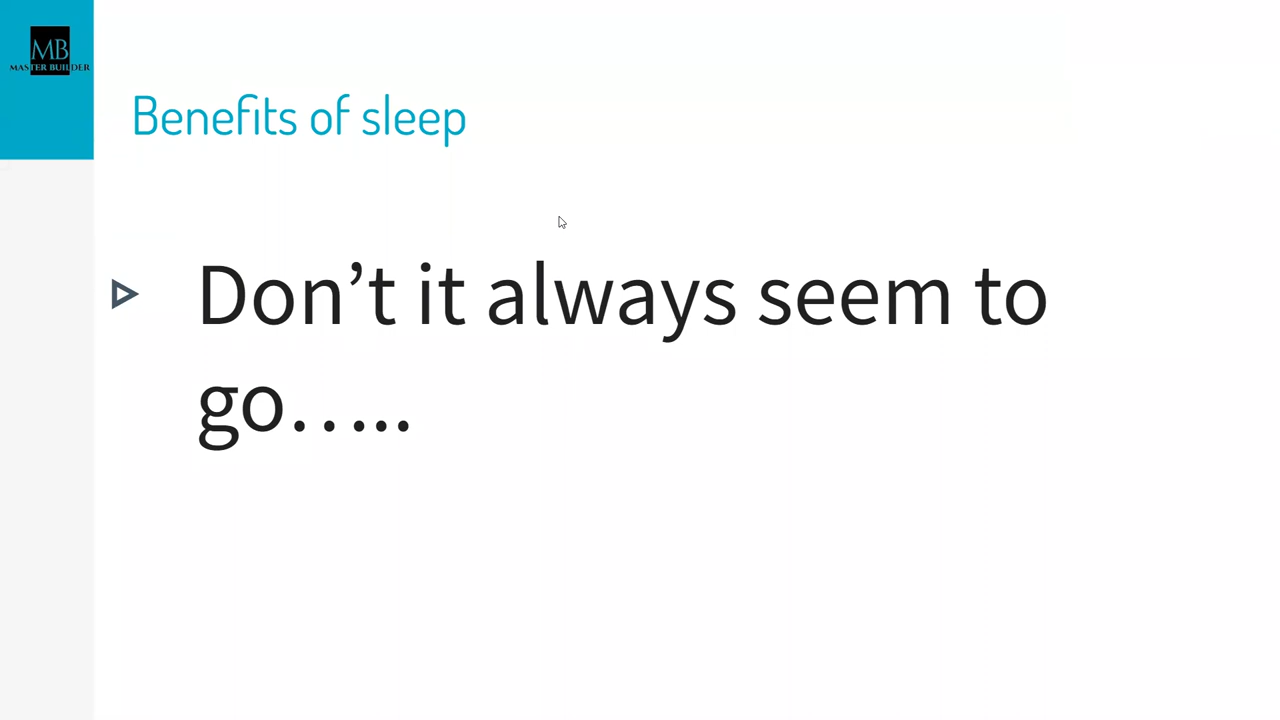 MB
MASTER BUILDER
Benefits of sleep
Don’t it always seem to
go…..